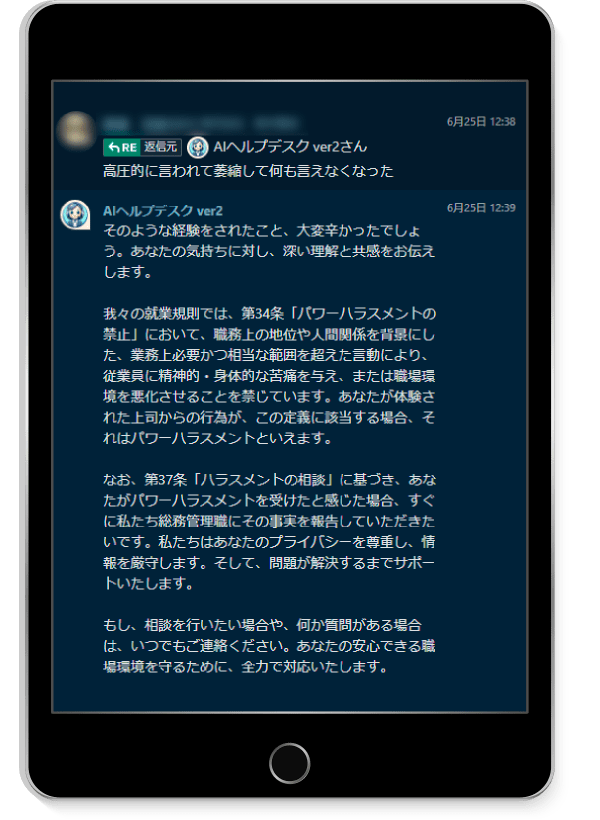 6月25日 12:38
RE 返信元 AIヘルプデスク ver2さん
高圧的に言われて萎縮して何も言えなくなった
AIヘルプデスク ver2
6月25日 12:39
そのような経験をされたこと、大変辛かったでしょ
う。あなたの気持ちに対し、深い理解と共感をお伝え
します。
我々の就業規則では、第34条「パワーハラスメントの
禁止」において、職務上の地位や人間関係を背景にし
た、業務上必要かつ相当な範囲を超えた言動により、
従業員に精神的・身体的な苦痛を与え、または職場環
境を悪化させることを禁じています。あなたが体験さ
れた上司からの行為が、この定義に該当する場合、そ
れはパワーハラスメントといえます。
なお、第37条「ハラスメントの相談」に基づき、あな
たがパワーハラスメントを受けたと感じた場合、すぐ
に私たち総務管理職にその事実を報告していただきた
いです。私たちはあなたのプライバシーを尊重し、情
報を厳守します。そして、問題が解決するまでサポー
トいたします。
もし、相談を行いたい場合や、何か質問がある場合
は、いつでもご連絡ください。あなたの安心できる職
場環境を守るために、全力で対応いたします。